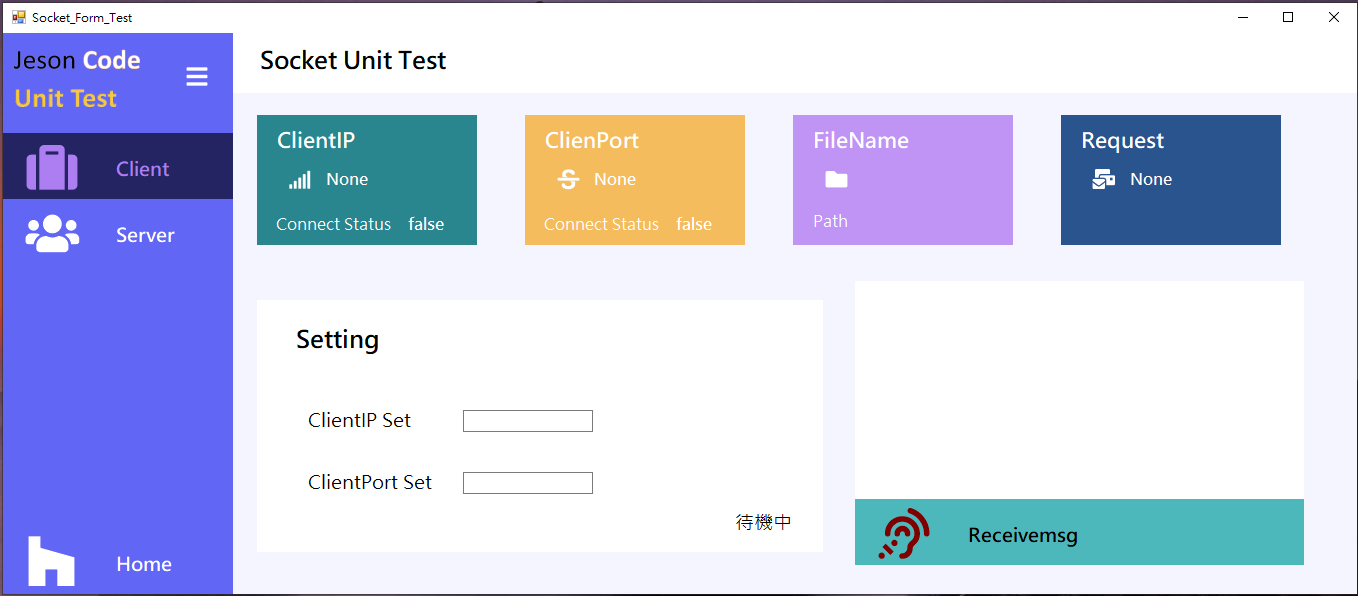 Socket_Form_Test
Jeson Code
Unit Test
Client
Server
Home
Socket Unit Test
ClientIP
None
Connect Status false
ClienPort
None
Connect Status false
FileName
Path
Request
None
Setting
ClientIP Set
ClientPort Set
待機中
Receivemsg